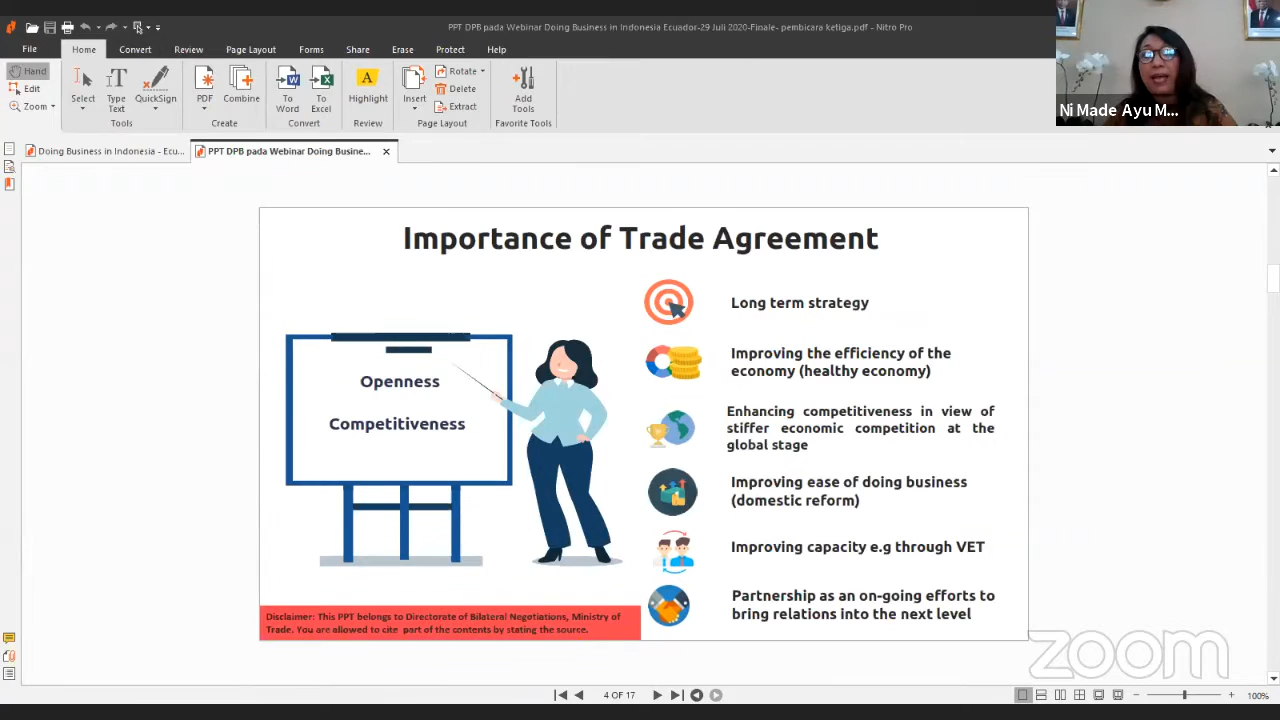 PPT DPB pada Webinar Doing Business in Indonesia Ecuador-29 Juli 2020-Finale- pembicara ketiga.pdf - Nitro Pro
File Home Convert Review Page Layout Forms Share Erase Protect Help
Hand
Edit
Zoom
Select
Type Text
QuickSign
Tools
PDF
Combine
Create
To Word
To Excel
Convert
A
Highlight
Review
Insert
Rotate
Delete
Extract
Page Layout
Add Tools
Favorite Tools
Ni Made Ayu M...
Doing Business in Indonesia - Ecu...
PPT DPB pada Webinar Doing Busine...
Importance of Trade Agreement
Openness
Competitiveness
Long term strategy
Improving the efficiency of the
economy (healthy economy)
Enhancing competitiveness in view of
stiffer economic competition at the
global stage
Improving ease of doing business
(domestic reform)
Improving capacity e.g through VET
Partnership as an on-going efforts to
bring relations into the next level
Disclaimer: This PPT belongs to Directorate of Bilateral Negotiations, Ministry of
Trade. You are allowed to cite part of the contents by stating the source.
zoom
4 OF 17
100%